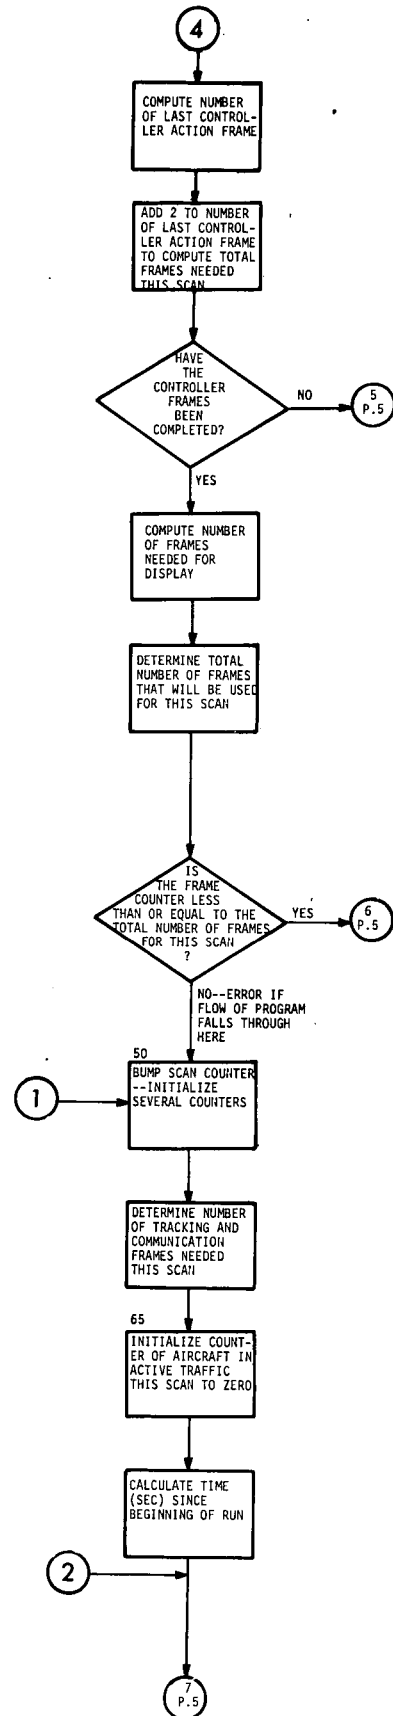 4
COMPUTE NUMBER
OF LAST CONTROL-
LER ACTION FRAME
ADD 2 TO NUMBER
OF LAST CONTROL-
LER ACTION FRAME
TO COMPUTE TOTAL
FRAMES NEEDED
THIS SCAN
HAVE
THE
CONTROLLER
FRAMES
BEEN
COMPLETED?
NO
5
P.5
YES
COMPUTE NUMBER
OF FRAMES
NEEDED FOR
DISPLAY
DETERMINE TOTAL
NUMBER OF FRAMES
THAT WILL BE USED
FOR THIS SCAN
IS
THE FRAME
COUNTER LESS
THAN OR EQUAL TO THE
TOTAL NUMBER OF FRAMES
FOR THIS SCAN
?
YES
6
P.5
NO--ERROR IF
FLOW OF PROGRAM
FALLS THROUGH
HERE
50
BUMP SCAN COUNTER
--INITIALIZE
SEVERAL COUNTERS
1
DETERMINE NUMBER
OF TRACKING AND
COMMUNICATION
FRAMES NEEDED
THIS SCAN
65
INITIALIZE COUNT-
ER OF AIRCRAFT IN
ACTIVE TRAFFIC
THIS SCAN TO ZERO
CALCULATE TIME
(SEC) SINCE
BEGINNING OF RUN
2
7
P.5